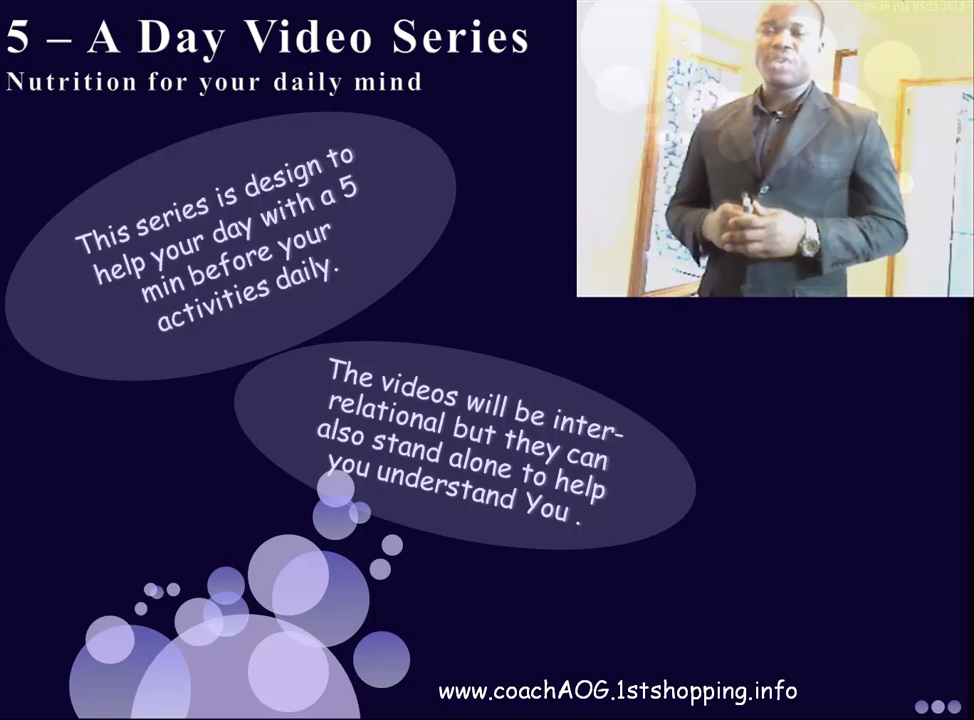 5 – A Day Video Series
Nutrition for your daily mind
This series is design to
help your day with a 5
min before your
activities daily.
The videos will be inter-
relational but they can
also stand alone to help
you understand You .
www.coachAOG.1stshopping.info